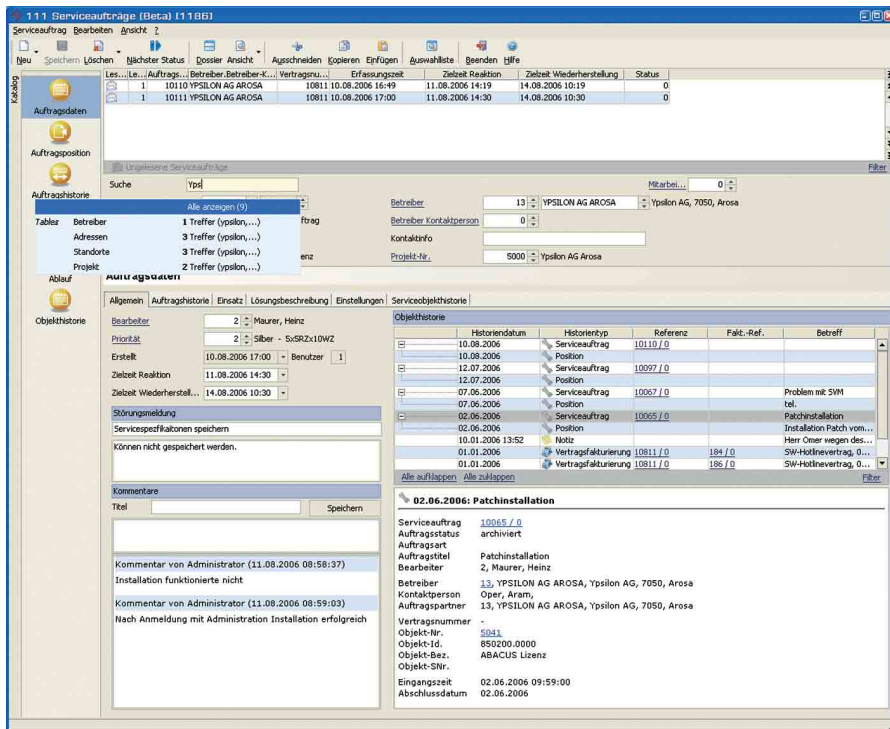 111 Serviceaufträge (Beta) [1186]
Serviceauftrag Bearbeiten Ansicht ?
Neu Speichern Löschen Nächster Status Dossier Ansicht Ausschneiden Kopieren Einfügen Auswahlliste Beenden Hilfe
Katalog
Les... Le... Auftrags... Betreiber.Betreiber-K... Vertragsnu... Erfassungszeit Zielzeit Reaktion Zielzeit Wiederherstellung Status
1 10110 YPSILON AG AROSA 10811 10.08.2006 16:49 11.08.2006 14:19 14.08.2006 10:19 0
1 10111 YPSILON AG AROSA 10811 10.08.2006 17:00 11.08.2006 14:30 14.08.2006 10:30 0
Auftragsdaten
Auftragsposition
Auftragshistorie
Ungelesene Serviceaufträge Filter
Suche Yps Mitarbei... 0
Alle anzeigen (9)
Tables Betreiber 1 Treffer (ypsilon,...)
Adressen 3 Treffer (ypsilon,...)
Standorte 3 Treffer (ypsilon,...)
Projekt 2 Treffer (ypsilon,...)
Betreiber 13 YPSILON AG AROSA Ypsilon AG, 7050, Arosa
ftrag Betreiber Kontaktperson 0
Kontaktinfo
enz Projekt-Nr. 5000 Ypsilon AG Arosa
Ablauf
Objekthistorie
Auftragsdaten
Allgemein Auftragshistorie Einsatz Lösungsbeschreibung Einstellungen Serviceobjekthistorie
Bearbeiter 2 Maurer, Heinz
Priorität 2 Silber - 5x5RZx10WZ
Erstellt 10.08.2006 17:00 Benutzer 1
Zielzeit Reaktion 11.08.2006 14:30
Zielzeit Wiederherstell... 14.08.2006 10:30
Störungsmeldung
Servicespezfikaitonen speichern
Können nicht gespeichert werden.
Kommentare
Titel Speichern
Kommentar von Administrator (11.08.2006 08:58:37)
Installation funktionierte nicht
Kommentar von Administrator (11.08.2006 08:59:03)
Nach Anmeldung mit Administration Installation erfolgreich
Objekthistorie
Historiendatum Historientyp Referenz Fakt.-Ref. Betreff
10.08.2006 Serviceauftrag 10110 / 0
10.08.2006 Position
12.07.2006 Serviceauftrag 10097 / 0
12.07.2006 Position
07.06.2006 Serviceauftrag 10067 / 0 Problem mit SVM
07.06.2006 Position tel.
02.06.2006 Serviceauftrag 10065 / 0 Patchinstallation
02.06.2006 Position Installation Patch vom...
10.01.2006 13:52 Notiz Herr Omer wegen des...
01.01.2006 Vertragsfakturierung 10811 / 0 184 / 0 SW-Hotlinevertrag, 0...
01.01.2006 Vertragsfakturierung 10811 / 0 186 / 0 SW-Hotlinevertrag, 0...
Alle aufklappen Alle zuklappen Filter
02.06.2006: Patchinstallation
Serviceauftrag 10065 / 0
Auftragsstatus archiviert
Auftragsart
Auftragstitel Patchinstallation
Bearbeiter 2, Maurer, Heinz
Betreiber 13, YPSILON AG AROSA, Ypsilon AG, 7050, Arosa
Kontaktperson Oper, Aram,
Auftragspartner 13, YPSILON AG AROSA, Ypsilon AG, 7050, Arosa
Vertragsnummer -
Objekt-Nr. 5041
Objekt-Id. 850200.0000
Objekt-Bez. ABACUS Lizenz
Objekt-SNr.
Eingangszeit 02.06.2006 09:59:00
Abschlussdatum 02.06.2006